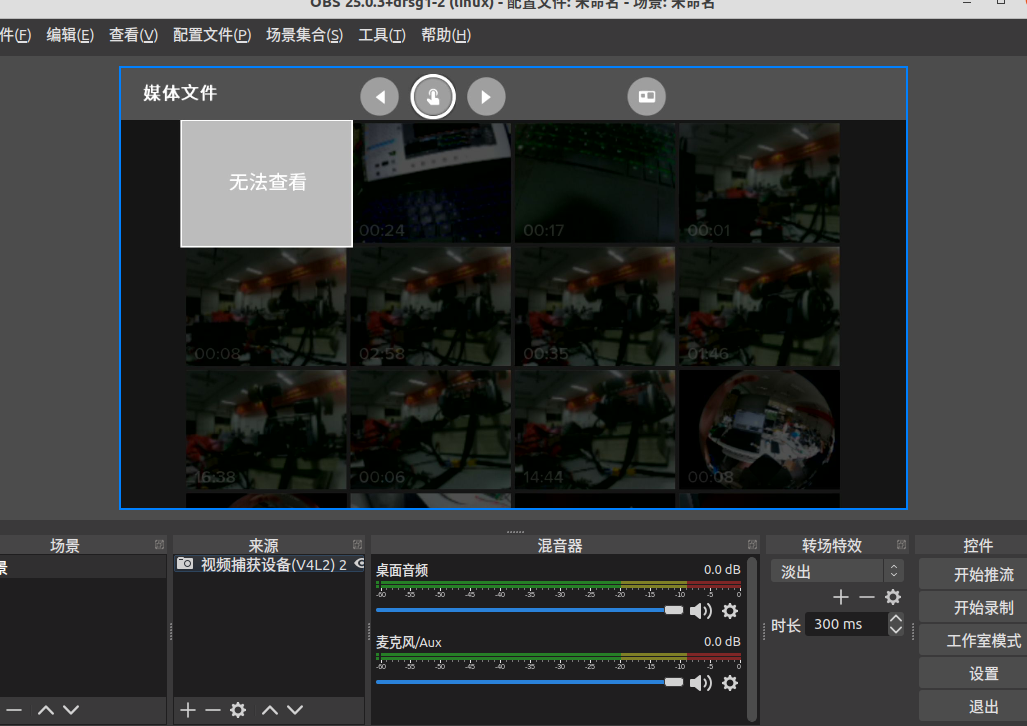 OBS 25.0.3+dfsg1-2 (linux) - 配置文件: 未命名 - 场景: 未命名
件(F) 编辑(E) 查看(V) 配置文件(P) 场景集合(S) 工具(T) 帮助(H)
媒体文件
无法查看
00:24 00:17 00:01
00:08 02:58 00:35 01:46
16:38 00:06 14:44 00:08
场景 来源 混音器 转场特效 控件
景
视频捕获设备(V4L2) 2
桌面音频 0.0 dB
-60 -55 -50 -45 -40 -35 -30 -25 -20 -15 -10 -5 0
麦克风/Aux 0.0 dB
-60 -55 -50 -45 -40 -35 -30 -25 -20 -15 -10 -5 0
淡出
时长 300 ms
开始推流
开始录制
工作室模式
设置
退出